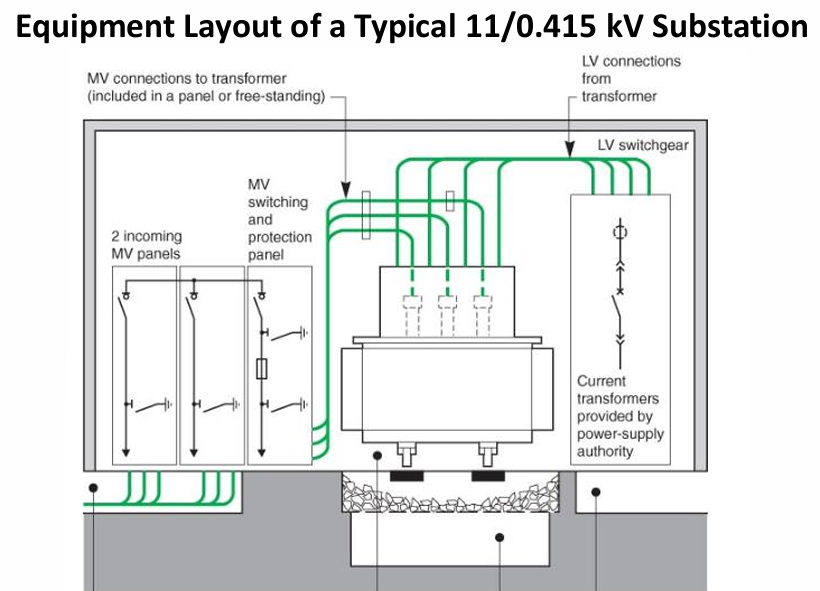 Equipment Layout of a Typical 11/0.415 kV Substation
MV connections to transformer
(included in a panel or free-standing)
LV connections
from
transformer
LV switchgear
MV
switching
and
protection
panel
2 incoming
MV panels
Current
transformers
provided by
power-supply
authority